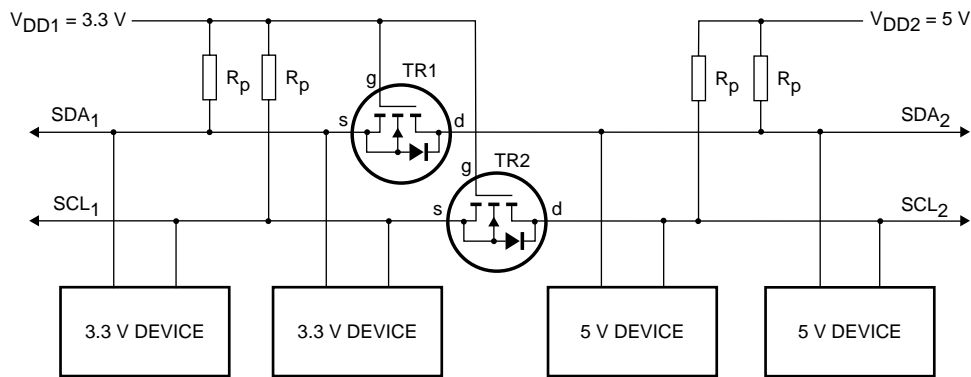 VDD1 = 3.3 V
VDD2 = 5 V
Rp
Rp
g
TR1
Rp
Rp
SDA1
s
d
SDA2
g
TR2
SCL1
s
d
SCL2
3.3 V DEVICE
3.3 V DEVICE
5 V DEVICE
5 V DEVICE